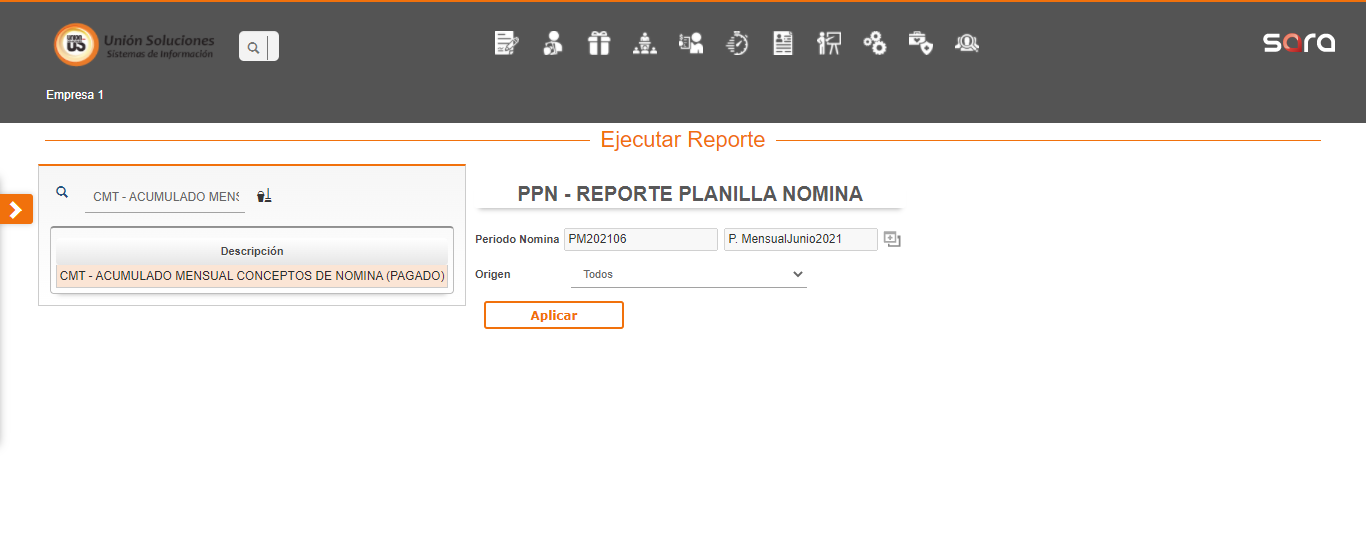 UNION
US
Unión Soluciones
Sistemas de Información
sara
Empresa 1
Ejecutar Reporte
CMT - ACUMULADO MENS
Descripción
CMT - ACUMULADO MENSUAL CONCEPTOS DE NOMINA (PAGADO)
PPN - REPORTE PLANILLA NOMINA
Periodo Nomina PM202106 P. MensualJunio2021
Origen Todos
Aplicar